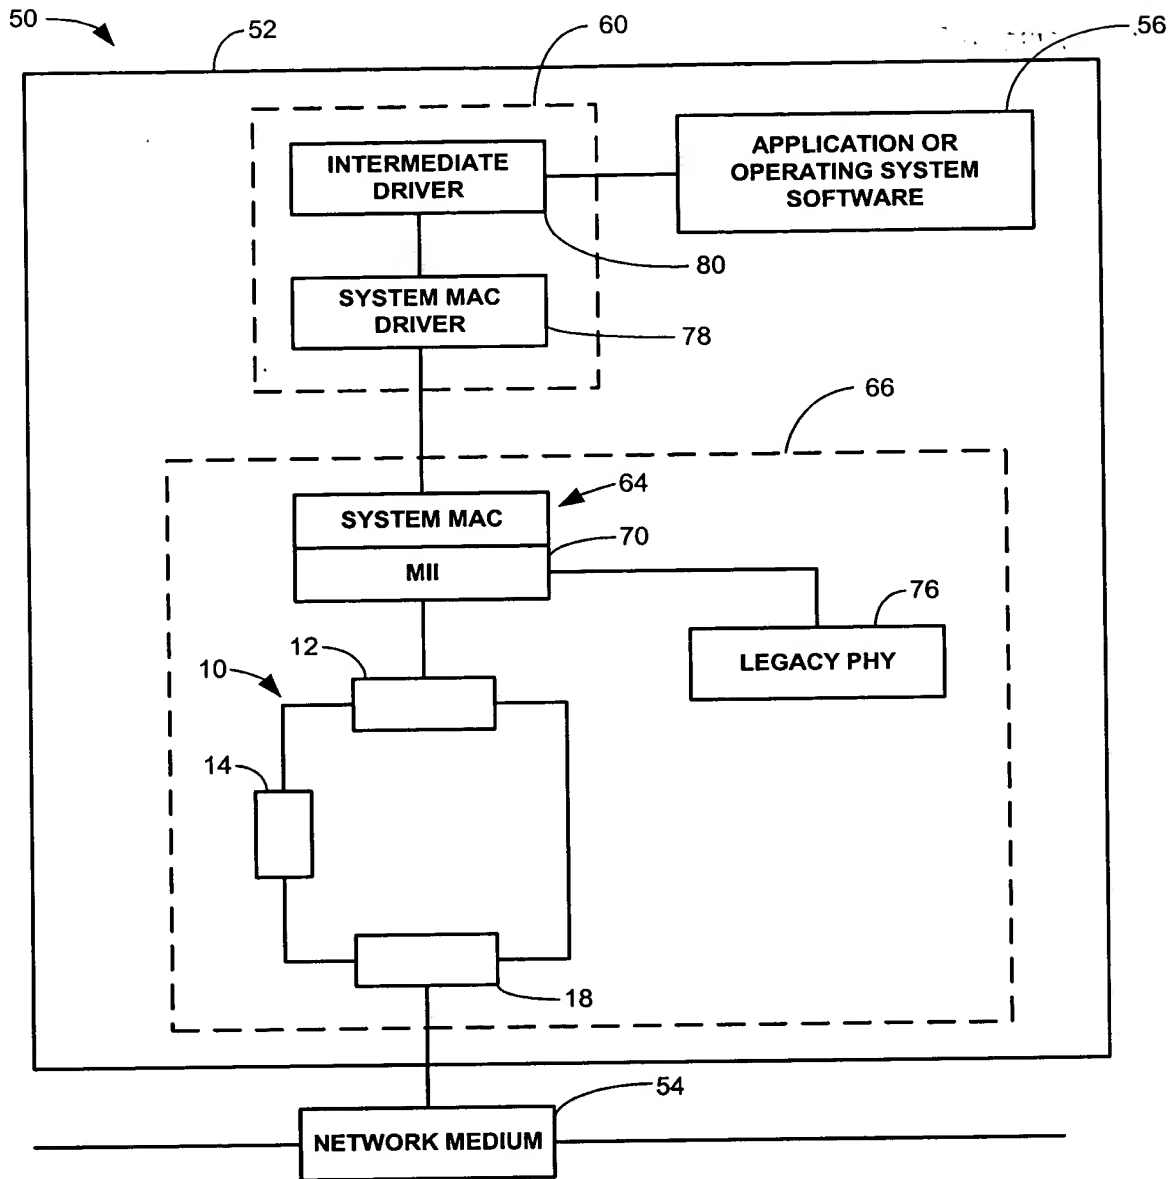 50
52
60
56
INTERMEDIATE
DRIVER
APPLICATION OR
OPERATING SYSTEM
SOFTWARE
80
SYSTEM MAC
DRIVER
78
66
64
SYSTEM MAC
70
MII
76
LEGACY PHY
12
10
14
18
54
NETWORK MEDIUM